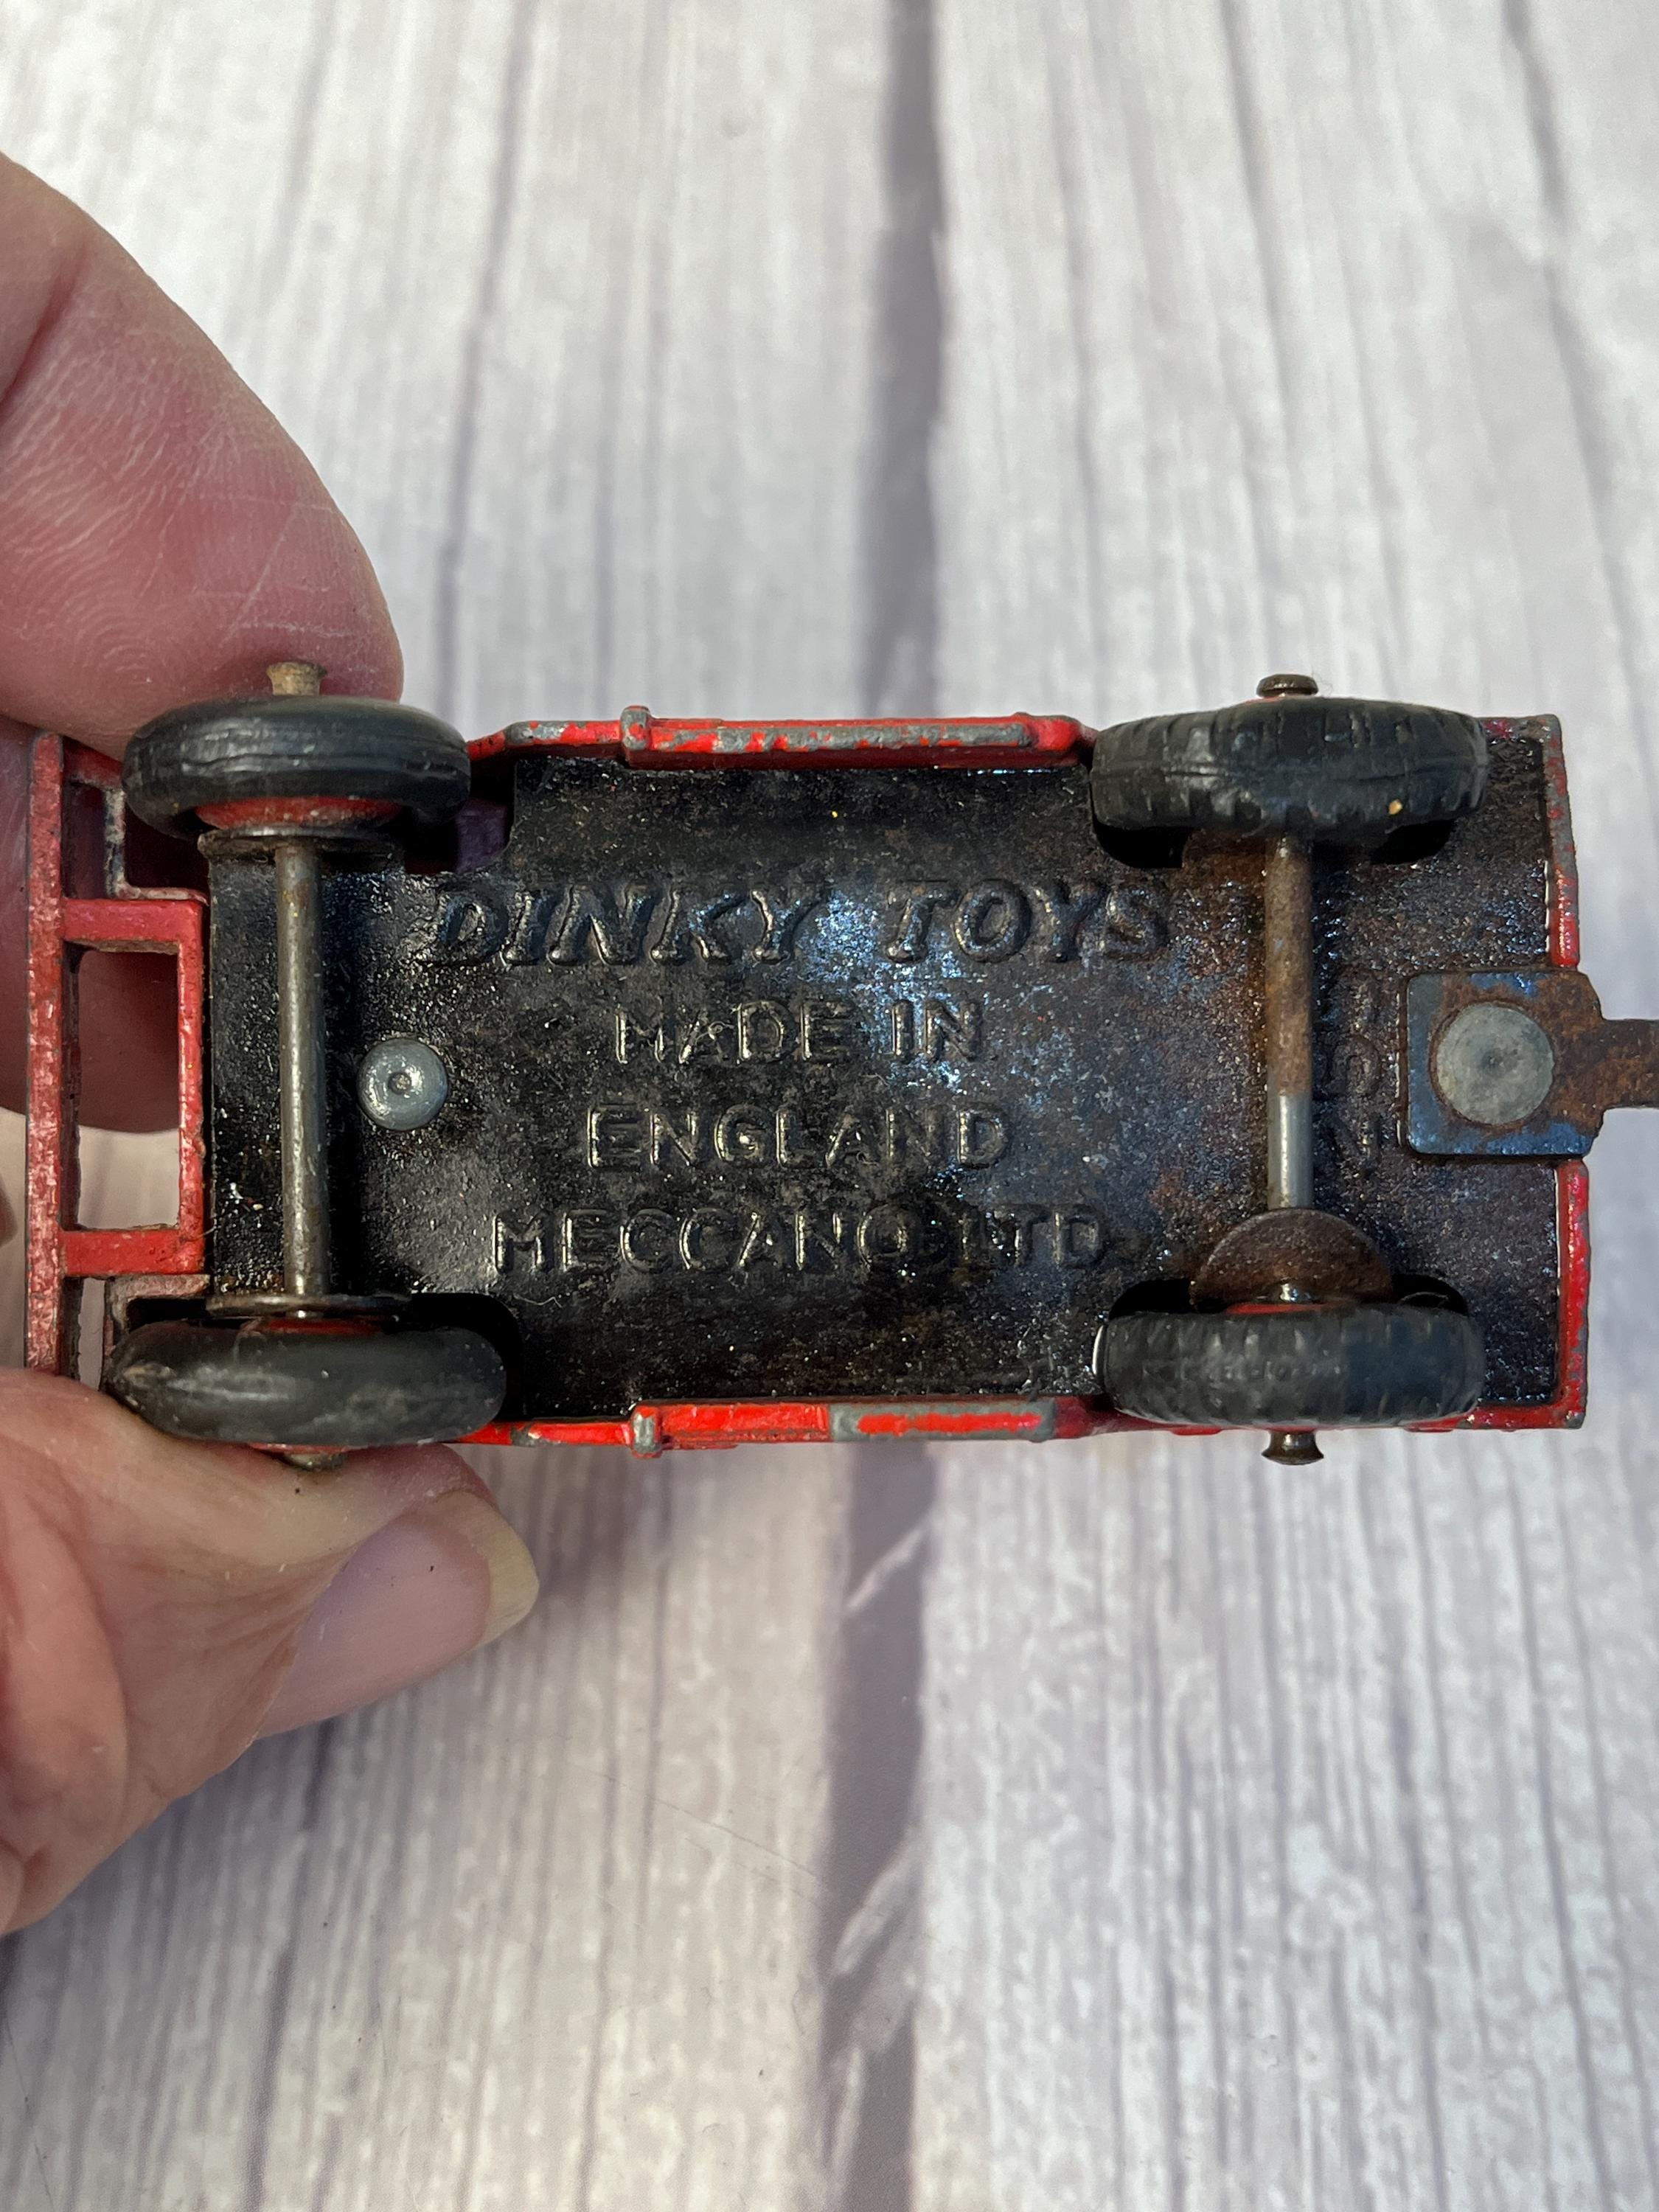 DINKY TOYS
MADE IN
ENGLAND
MECCANO LTD.